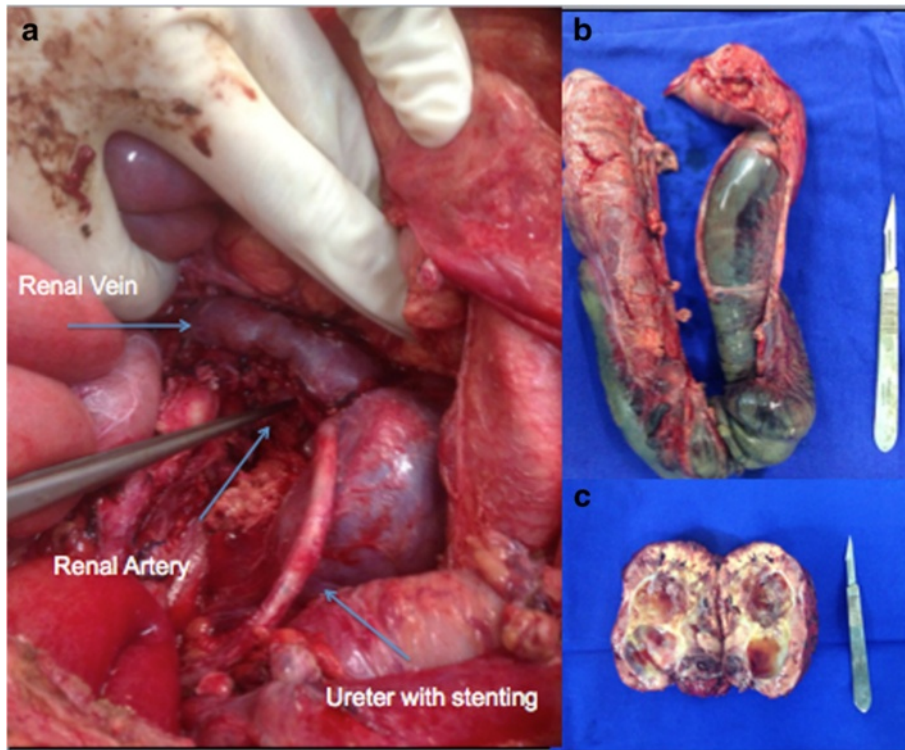 a
b
Renal Vein
Renal Artery
Ureter with stenting
c